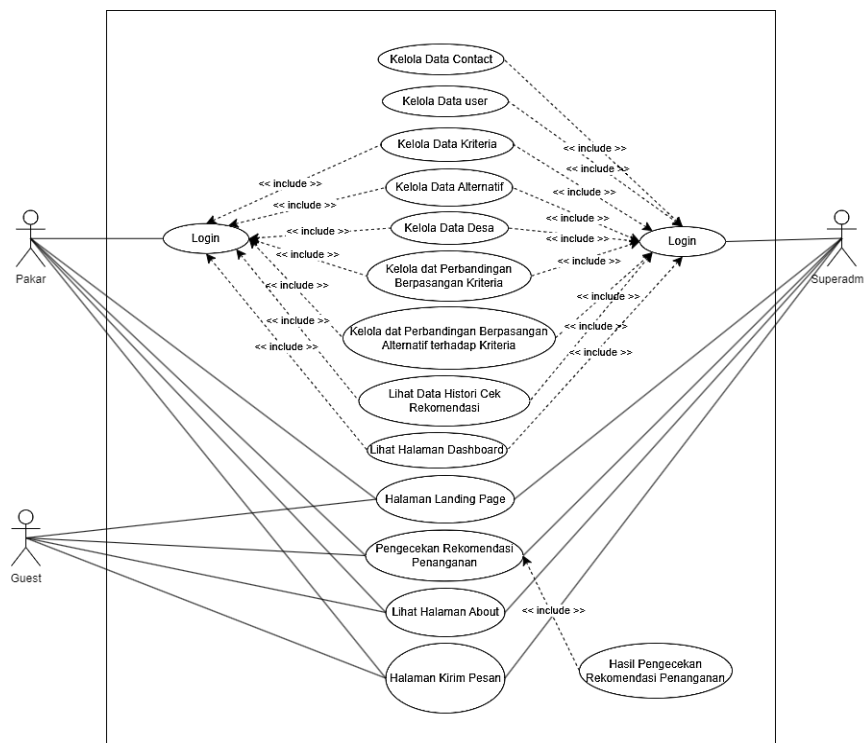 Kelola Data Contact
Kelola Data user
Kelola Data Kriteria
<< include >>
<< include >>
<< include >>
Kelola Data Alternatif
<< include >>
<< include >>
<< include >>
Pakar
Login
<< include >>
Kelola Data Desa
<< include >>
Login
Superadm
<< include >>
Kelola dat Perbandingan
Berpasangan Kriteria
<< include >>
<< include >>
<< include >>
Kelola dat Perbandingan Berpasangan
Alternatif terhadap Kriteria
<< include >>
<< include >>
<< include >>
Lihat Data Histori Cek
Rekomendasi
Lihat Halaman Dashboard
Halaman Landing Page
Guest
Pengecekan Rekomendasi
Penanganan
Lihat Halaman About
<< include >>
Halaman Kirim Pesan
Hasil Pengecekan
Rekomendasi Penanganan